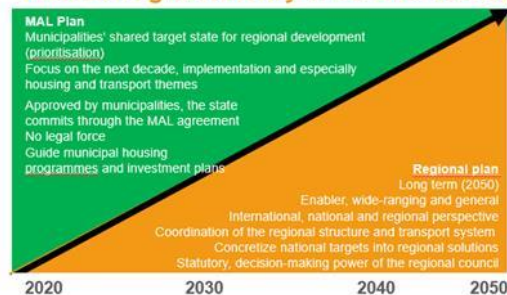 MAL Plan
Municipalities' shared target state for regional development
(prioritisation)
Focus on the next decade, implementation and especially
housing and transport themes
Approved by municipalities, the state
commits through the MAL agreement
No legal force
Guide municipal housing
programmes and investment plans
Regional plan
Long term (2050)
Enabler, wide-ranging and general
International, national and regional perspective
Coordination of the regional structure and transport system
Concretize national targets into regional solutions
Statutory, decision-making power of the regional council
2020 2030 2040 2050